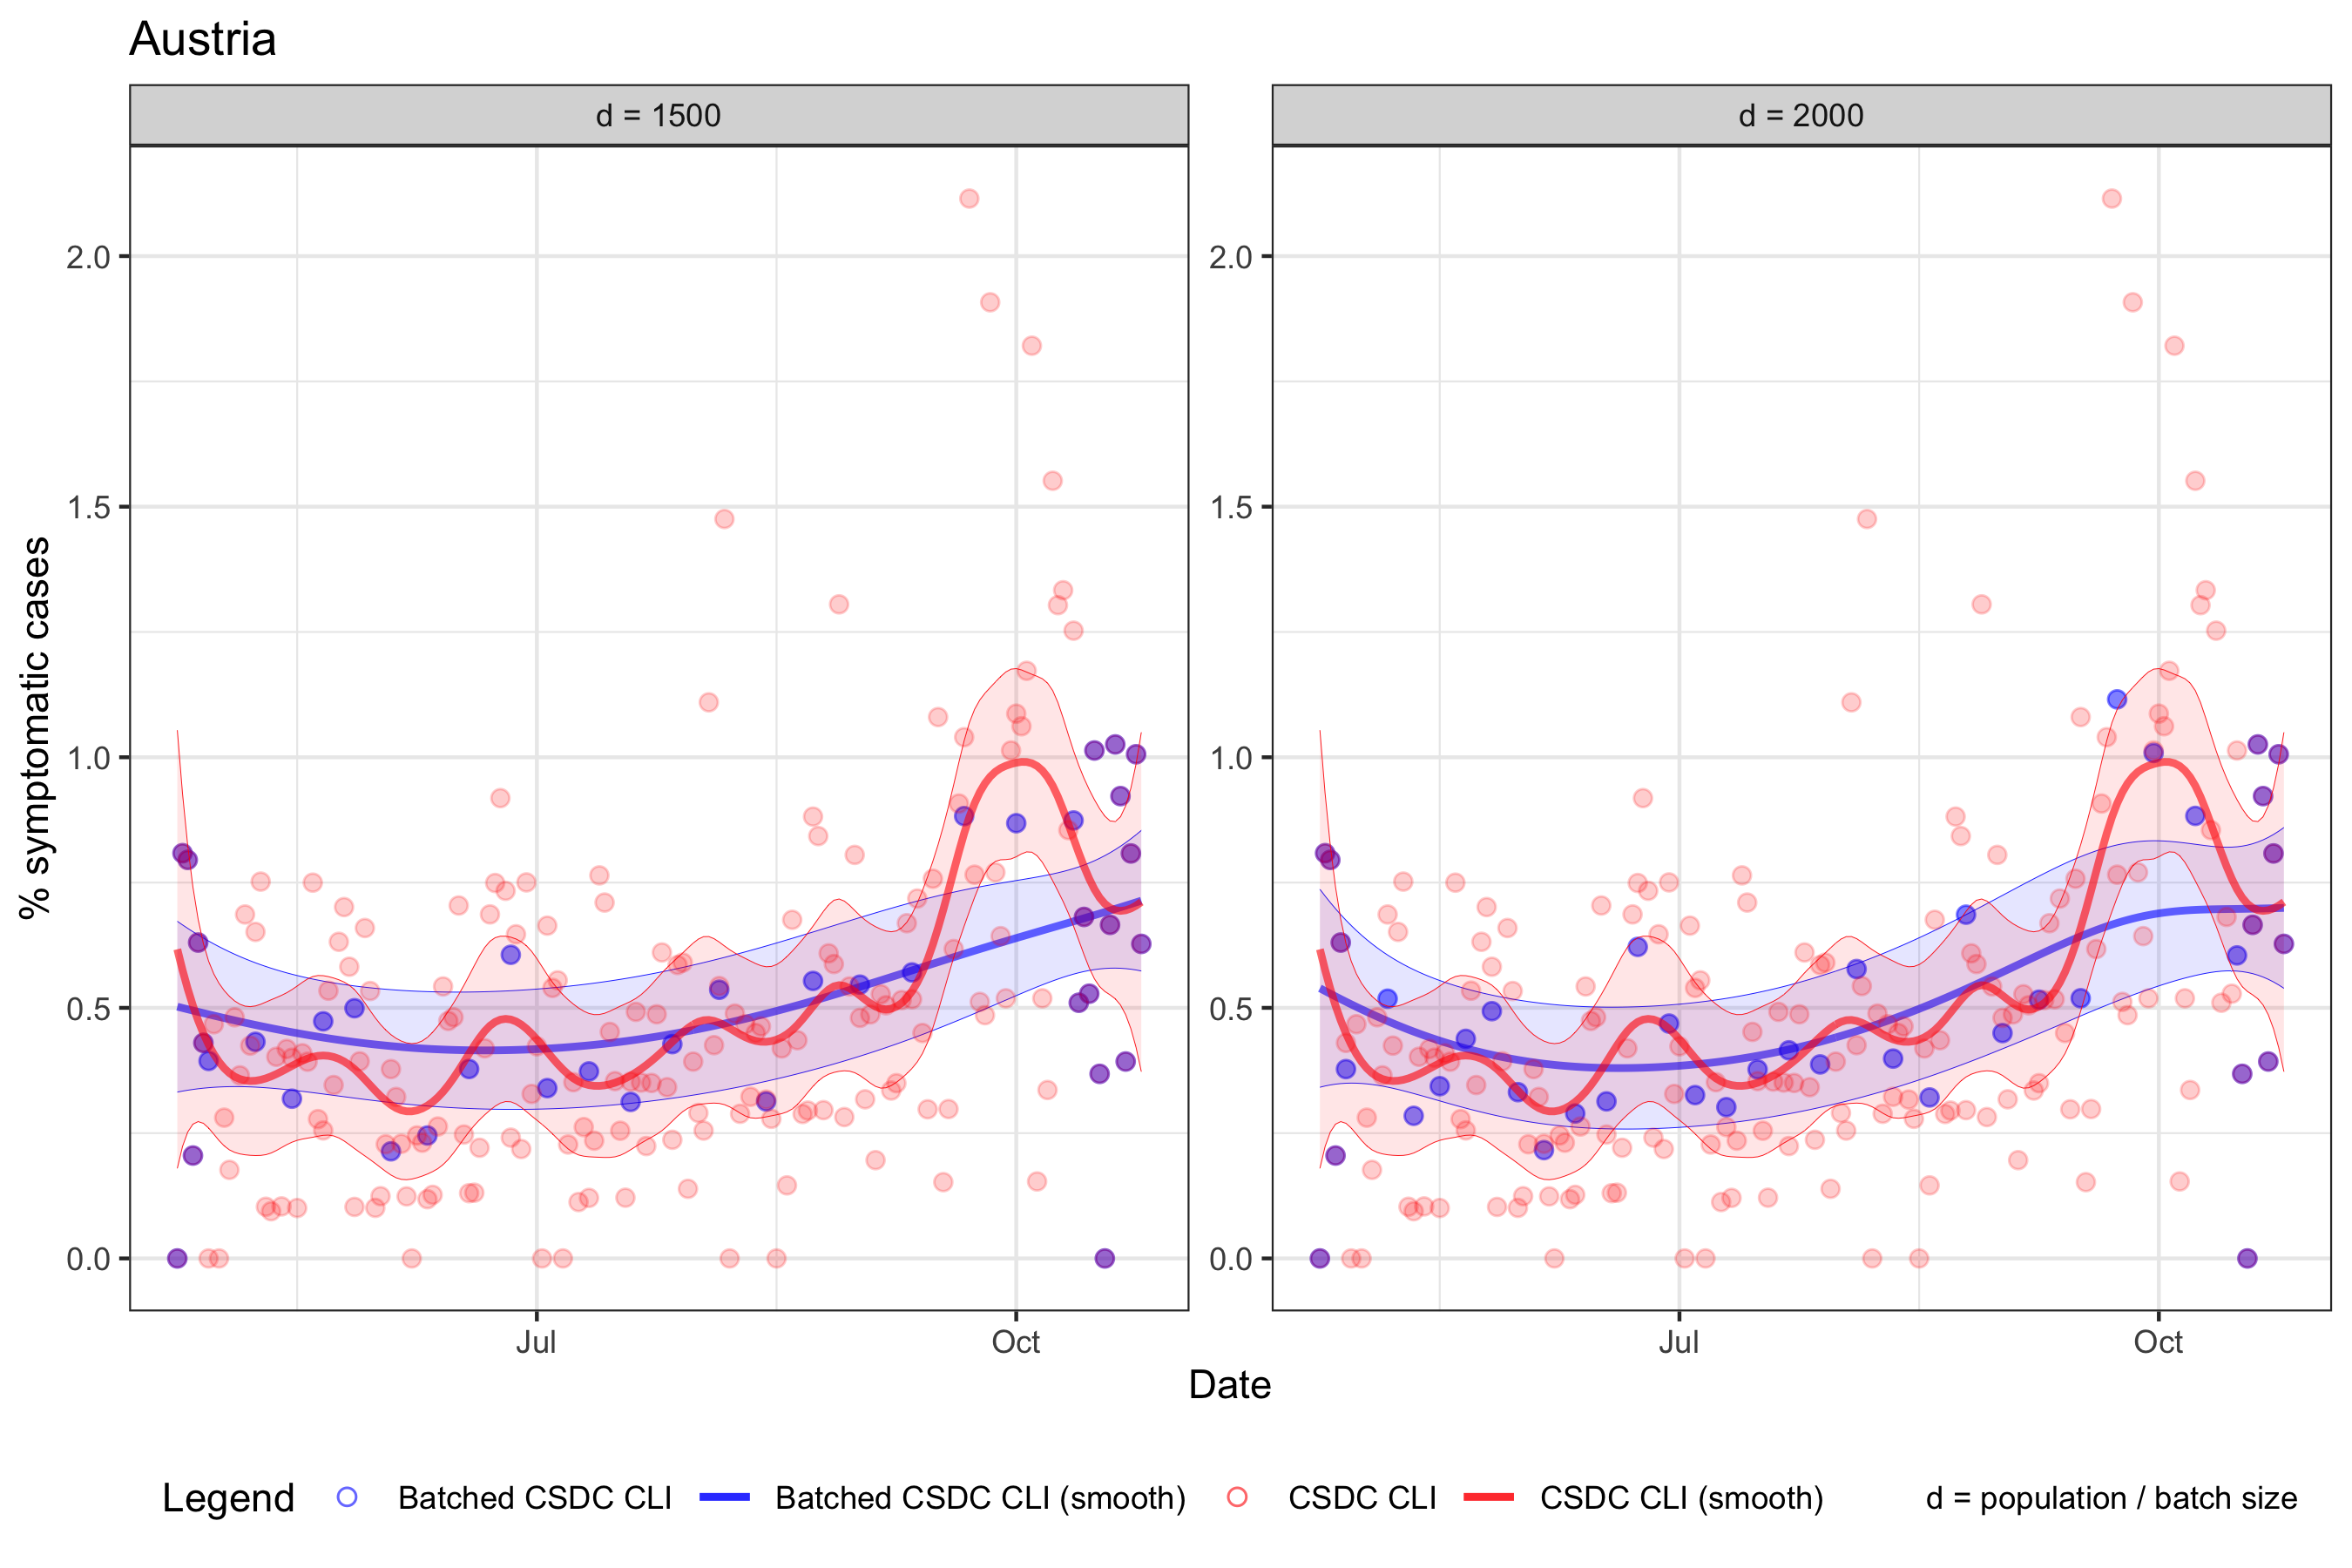 Austria
d = 1500
d = 2000
% symptomatic cases
2.0
1.5
1.0
0.5
0.0
2.0
1.5
1.0
0.5
0.0
Jul
Oct
Jul
Oct
Date
Legend
Batched CSDC CLI
Batched CSDC CLI (smooth)
CSDC CLI
CSDC CLI (smooth)
d = population / batch size